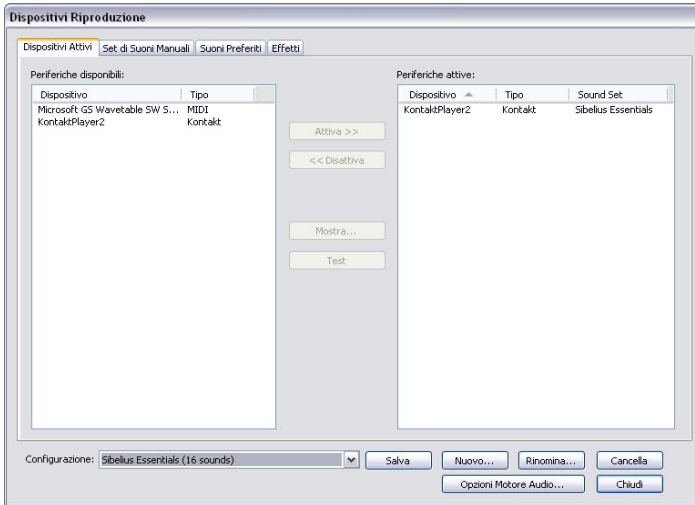 Dispositivi Riproduzione
Dispositivi Attivi Set di Suoni Manuali Suoni Preferiti Effetti
Periferiche disponibili:
Dispositivo Tipo
Microsoft GS Wavetable SW S... MIDI
KontaktPlayer2 Kontakt
Attiva >>
<< Disattiva
Mostra...
Test
Periferiche attive:
Dispositivo Tipo Sound Set
KontaktPlayer2 Kontakt Sibelius Essentials
Configurazione: Sibelius Essentials (16 sounds) Salva Nuovo... Rinomina... Cancella
Opzioni Motore Audio... Chiudi